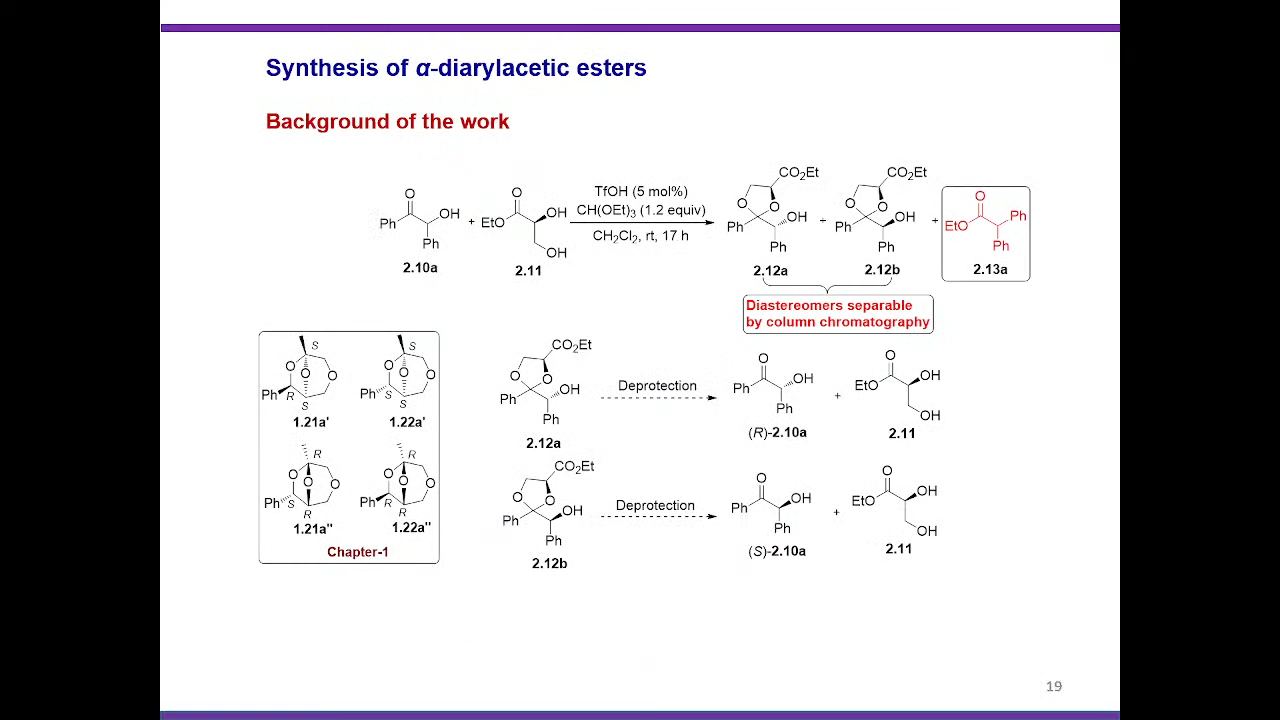 Synthesis of α-diarylacetic esters
Background of the work
O
Ph
OH
Ph
2.10a
+
O
EtO
OH
OH
2.11
TfOH (5 mol%)
CH(OEt)3 (1.2 equiv)
CH2Cl2, rt, 17 h
CO2Et
O
O
Ph
OH
Ph
2.12a
+
CO2Et
O
O
Ph
OH
Ph
2.12b
+
O
EtO
Ph
Ph
2.13a
Diastereomers separable
by column chromatography
S
O
O
O
Ph
R
S
1.21a'
S
O
O
O
Ph
S
S
1.22a'
R
O
O
O
Ph
S
R
1.21a"
R
O
O
O
Ph
R
R
1.22a"
Chapter-1
CO2Et
O
O
Ph
OH
Ph
2.12a
Deprotection
O
Ph
OH
Ph
(R)-2.10a
+
O
EtO
OH
OH
2.11
CO2Et
O
O
Ph
OH
Ph
2.12b
Deprotection
O
Ph
OH
Ph
(S)-2.10a
+
O
EtO
OH
OH
2.11
19